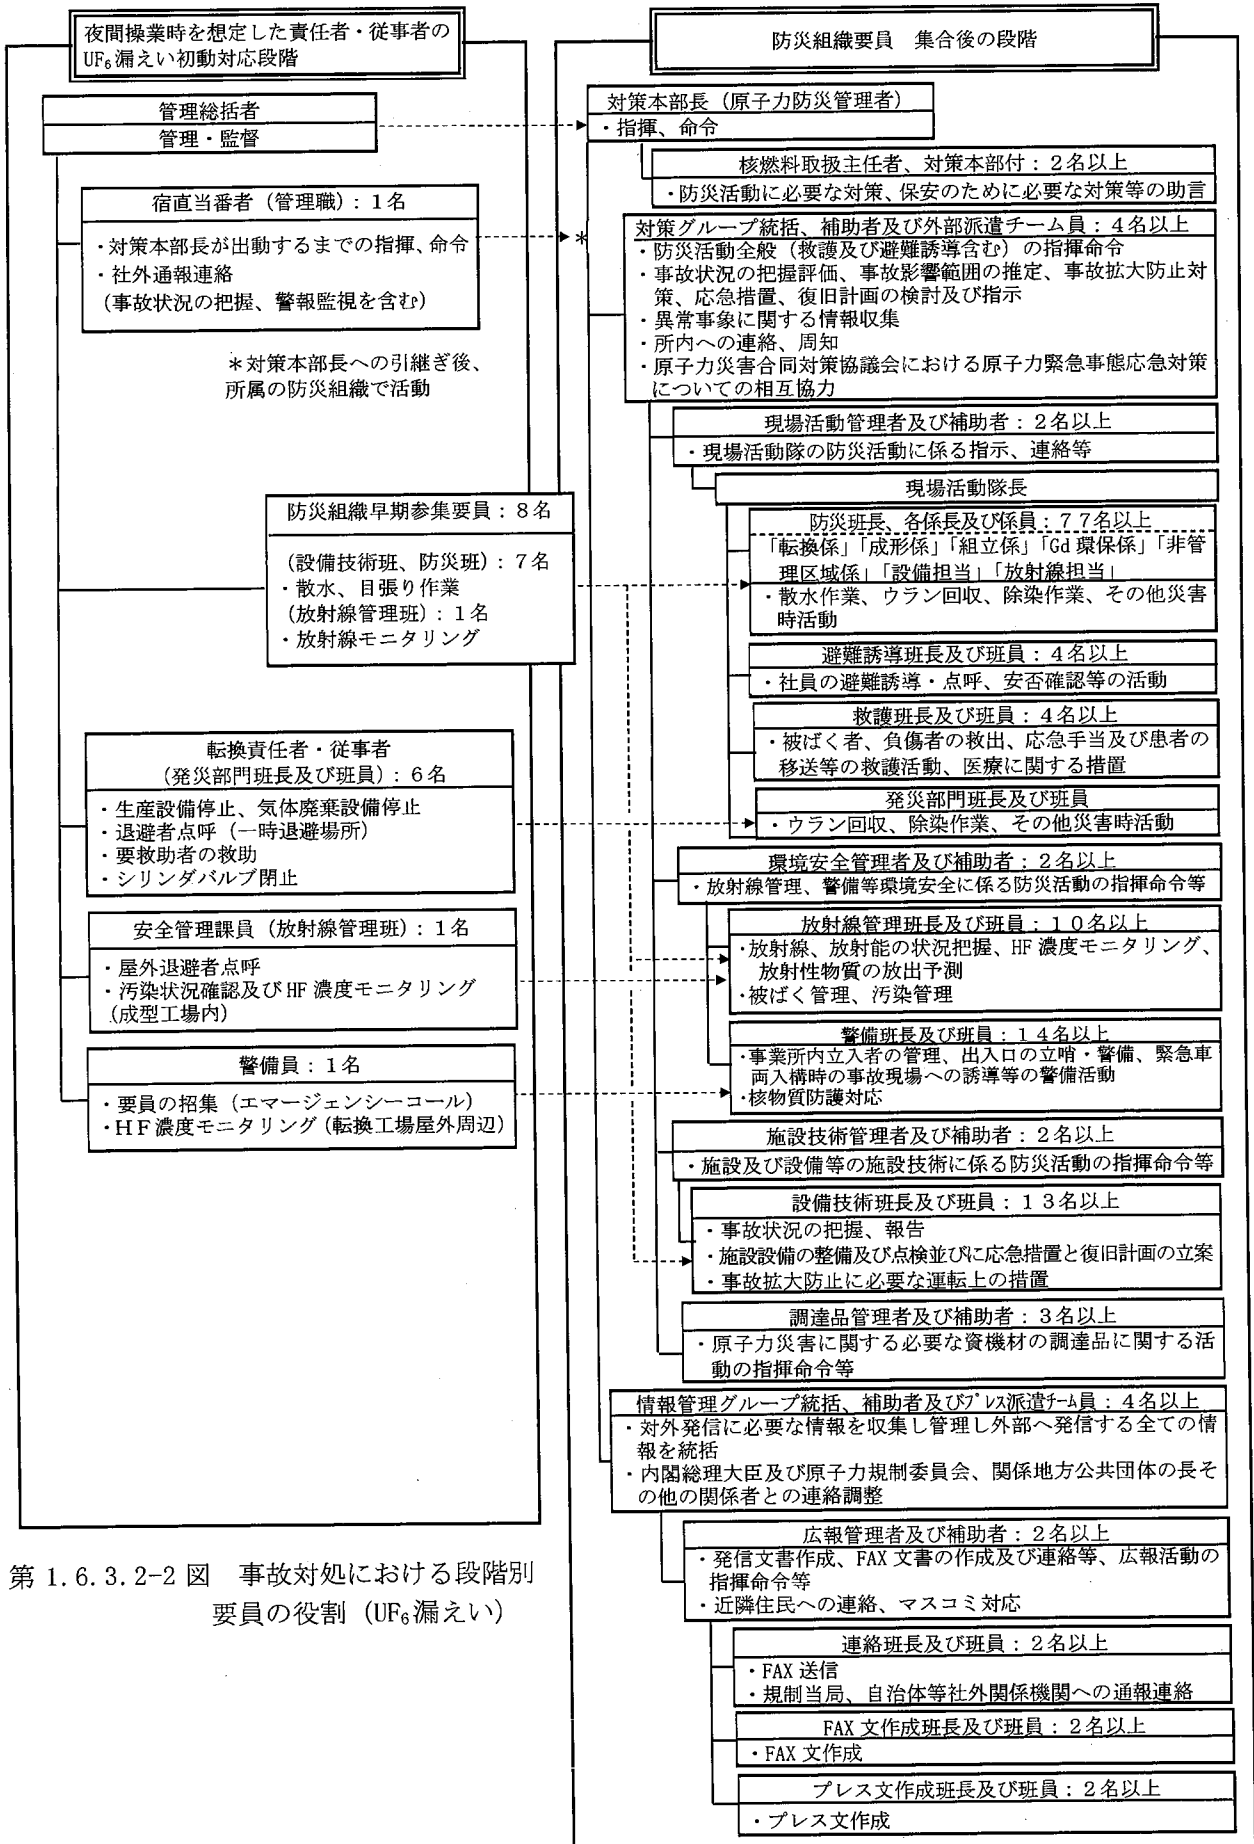 夜間操業時を想定した責任者・従事者の
UF₆漏えい初動対応段階
管理総括者
管理・監督
宿直当番者（管理職）：１名
・対策本部長が出動するまでの指揮、命令
・社外通報連絡
(事故状況の把握、警報監視を含む)
＊対策本部長への引継ぎ後、
所属の防災組織で活動
防災組織早期参集要員：８名
(設備技術班、防災班)：７名
・散水、目張り作業
(放射線管理班)：１名
・放射線モニタリング
転換責任者・従事者
(発災部門班長及び班員)：６名
・生産設備停止、気体廃棄設備停止
・退避者点呼（一時退避場所）
・要救助者の救助
・シリンダバルブ閉止
安全管理課員（放射線管理班）：１名
・屋外退避者点呼
・汚染状況確認及びHF濃度モニタリング
(成型工場内)
警備員：１名
・要員の招集（エマージェンシーコール）
・ＨＦ濃度モニタリング（転換工場屋外周辺）
第 1.6.3.2-2 図　事故対処における段階別
要員の役割（UF₆漏えい）
防災組織要員　集合後の段階
対策本部長（原子力防災管理者）
・指揮、命令
核燃料取扱主任者、対策本部付：２名以上
・防災活動に必要な対策、保安のために必要な対策等の助言
＊
対策グループ統括、補助者及び外部派遣チーム員：４名以上
・防災活動全般（救護及び避難誘導含む）の指揮命令
・事故状況の把握評価、事故影響範囲の推定、事故拡大防止対
策、応急措置、復旧計画の検討及び指示
・異常事象に関する情報収集
・所内への連絡、周知
・原子力災害合同対策協議会における原子力緊急事態応急対策
についての相互協力
現場活動管理者及び補助者：２名以上
・現場活動隊の防災活動に係る指示、連絡等
現場活動隊長
防災班長、各係長及び係員：７７名以上
「転換係」「成形係」「組立係」「Gd 環保係」「非管
理区域係」「設備担当」「放射線担当」
・散水作業、ウラン回収、除染作業、その他災害
時活動
避難誘導班長及び班員：４名以上
・社員の避難誘導・点呼、安否確認等の活動
救護班長及び班員：４名以上
・被ばく者、負傷者の救出、応急手当及び患者の
移送等の救護活動、医療に関する措置
発災部門班長及び班員
・ウラン回収、除染作業、その他災害時活動
環境安全管理者及び補助者：２名以上
・放射線管理、警備等環境安全に係る防災活動の指揮命令等
放射線管理班長及び班員：１０名以上
・放射線、放射能の状況把握、HF 濃度モニタリング、
放射性物質の放出予測
・被ばく管理、汚染管理
警備班長及び班員：１４名以上
・事業所内立入者の管理、出入口の立哨・警備、緊急車
両入構時の事故現場への誘導等の警備活動
・核物質防護対応
施設技術管理者及び補助者：２名以上
・施設及び設備等の施設技術に係る防災活動の指揮命令等
設備技術班長及び班員：１３名以上
・事故状況の把握、報告
・施設設備の整備及び点検並びに応急措置と復旧計画の立案
・事故拡大防止に必要な運転上の措置
調達品管理者及び補助者：３名以上
・原子力災害に関する必要な資機材の調達品に関する活
動の指揮命令等
情報管理グループ統括、補助者及びﾌﾟﾚｽ派遣ﾁｰﾑ員：４名以上
・対外発信に必要な情報を収集し管理し外部へ発信する全ての情
報を統括
・内閣総理大臣及び原子力規制委員会、関係地方公共団体の長そ
の他の関係者との連絡調整
広報管理者及び補助者：２名以上
・発信文書作成、FAX 文書の作成及び連絡等、広報活動の
指揮命令等
・近隣住民への連絡、マスコミ対応
連絡班長及び班員：２名以上
・FAX 送信
・規制当局、自治体等社外関係機関への通報連絡
FAX 文作成班長及び班員：２名以上
・FAX 文作成
プレス文作成班長及び班員：２名以上
・プレス文作成